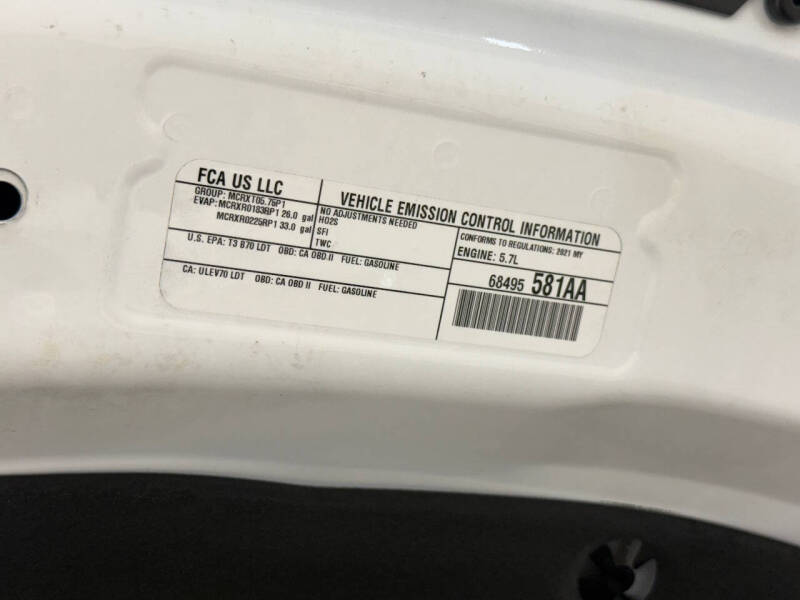 FCA US LLC
GROUP: MCRXT05.75P1
EVAP: MCRXR0183RP1 26.0 gal
MCRXR0225RP1 33.0 gal
VEHICLE EMISSION CONTROL INFORMATION
NO ADJUSTMENTS NEEDED
HO2S
SFI
TWC
CONFORMS TO REGULATIONS: 2021 MY
ENGINE: 5.7L
U.S. EPA: T3 B70 LDT OBD: CA OBD II FUEL: GASOLINE
CA: ULEV70 LDT OBD: CA OBD II FUEL: GASOLINE
68495 581AA